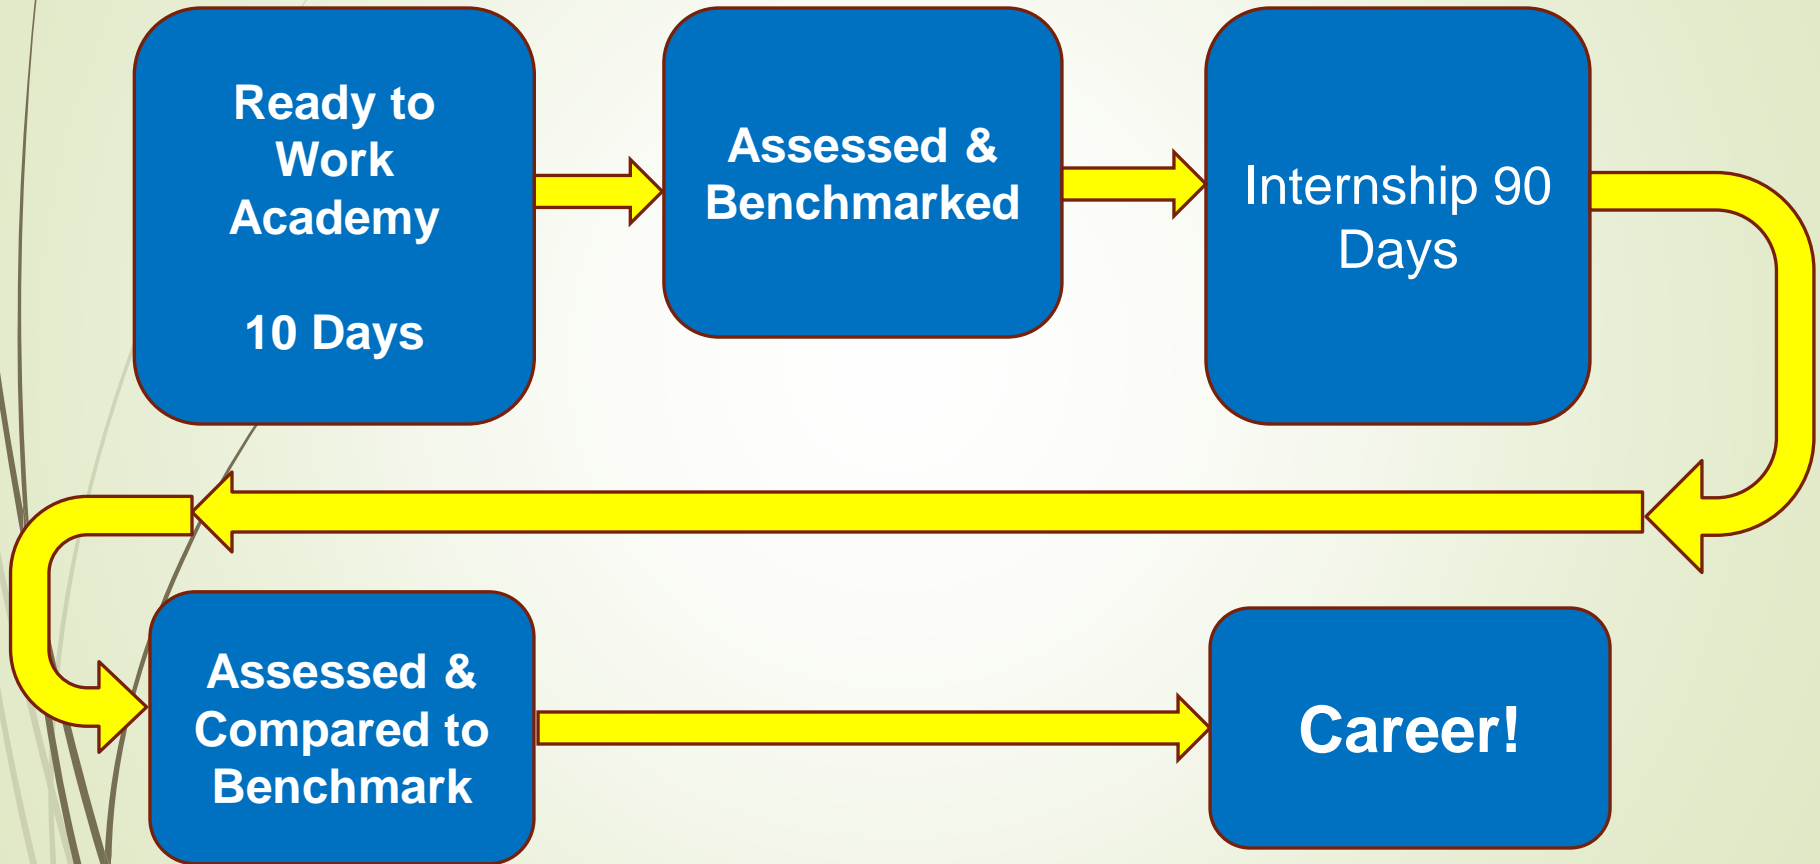 Ready to
Work
Academy
10 Days
Assessed &
Benchmarked
Internship 90
Days
Assessed &
Compared to
Benchmark
Career!